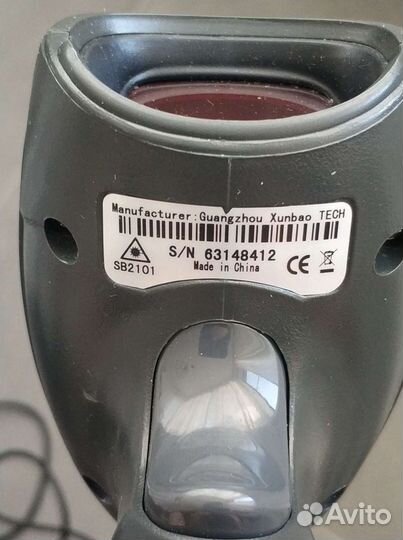 Manufacturer:Guangzhou Xunbao TECH
S/N 63148412
SB2101
Made in China
CE
Avito